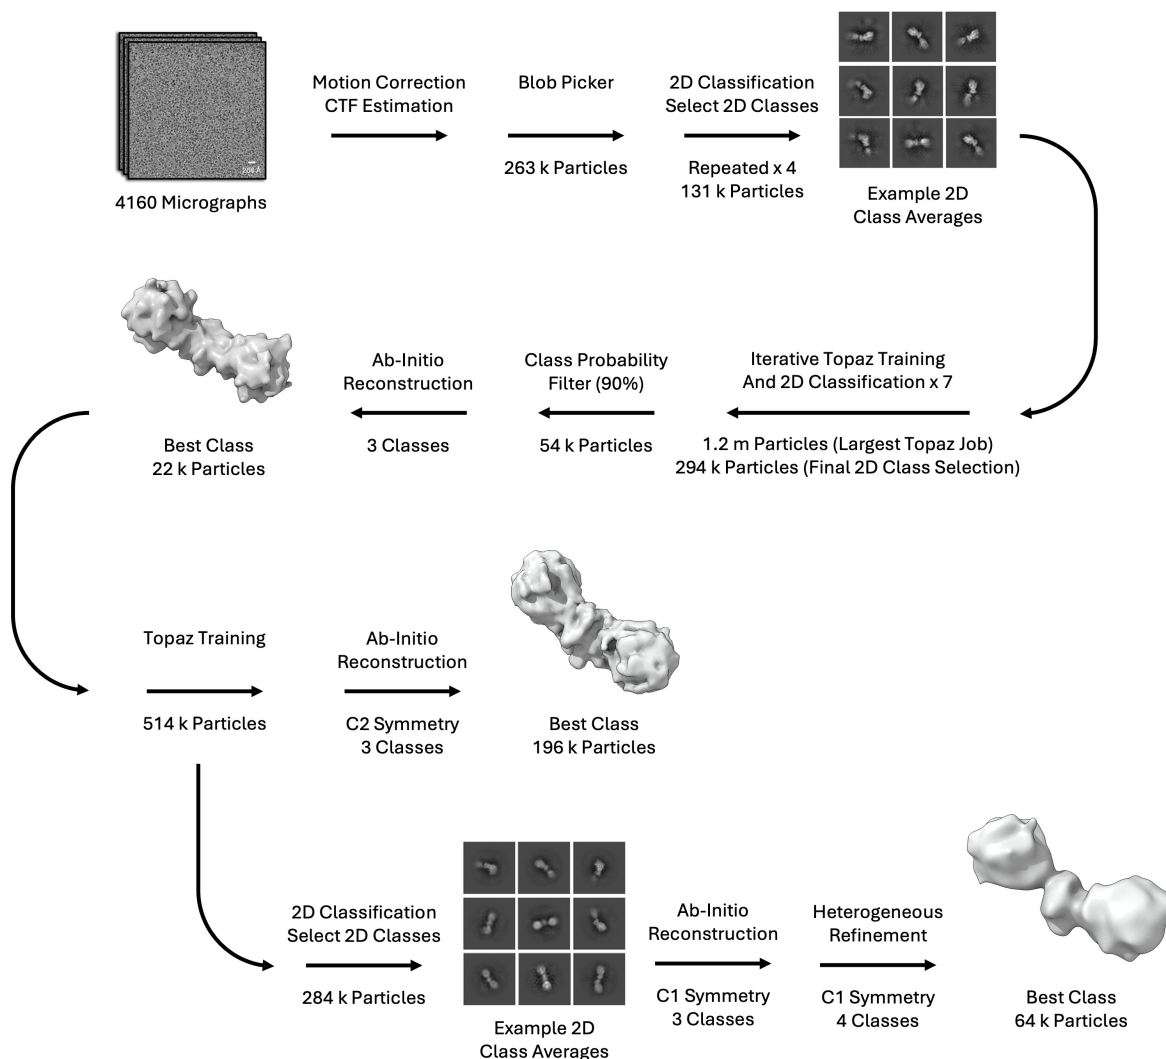 Motion Correction
CTF Estimation
Blob Picker
2D Classification
Select 2D Classes
263 k Particles
Repeated x 4
131 k Particles
4160 Micrographs
Example 2D
Class Averages
Ab-Initio
Reconstruction
Class Probability
Filter (90%)
Iterative Topaz Training
And 2D Classification x 7
Best Class
22 k Particles
3 Classes
54 k Particles
1.2 m Particles (Largest Topaz Job)
294 k Particles (Final 2D Class Selection)
Topaz Training
Ab-Initio
Reconstruction
514 k Particles
C2 Symmetry
3 Classes
Best Class
196 k Particles
2D Classification
Select 2D Classes
Ab-Initio
Reconstruction
Heterogeneous
Refinement
284 k Particles
Example 2D
Class Averages
C1 Symmetry
3 Classes
C1 Symmetry
4 Classes
Best Class
64 k Particles